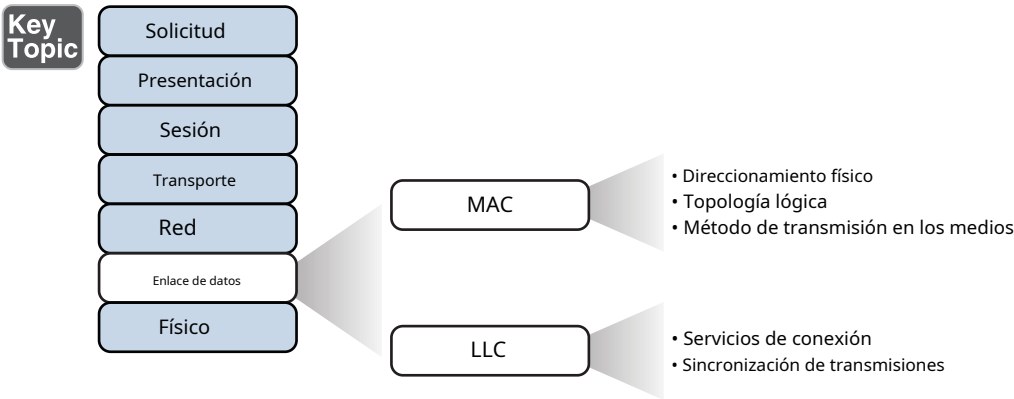 Key
Topic
Solicitud
Presentación
Sesión
Transporte
Red
Enlace de datos
Físico
MAC
• Direccionamiento físico
• Topología lógica
• Método de transmisión en los medios
LLC
• Servicios de conexión
• Sincronización de transmisiones